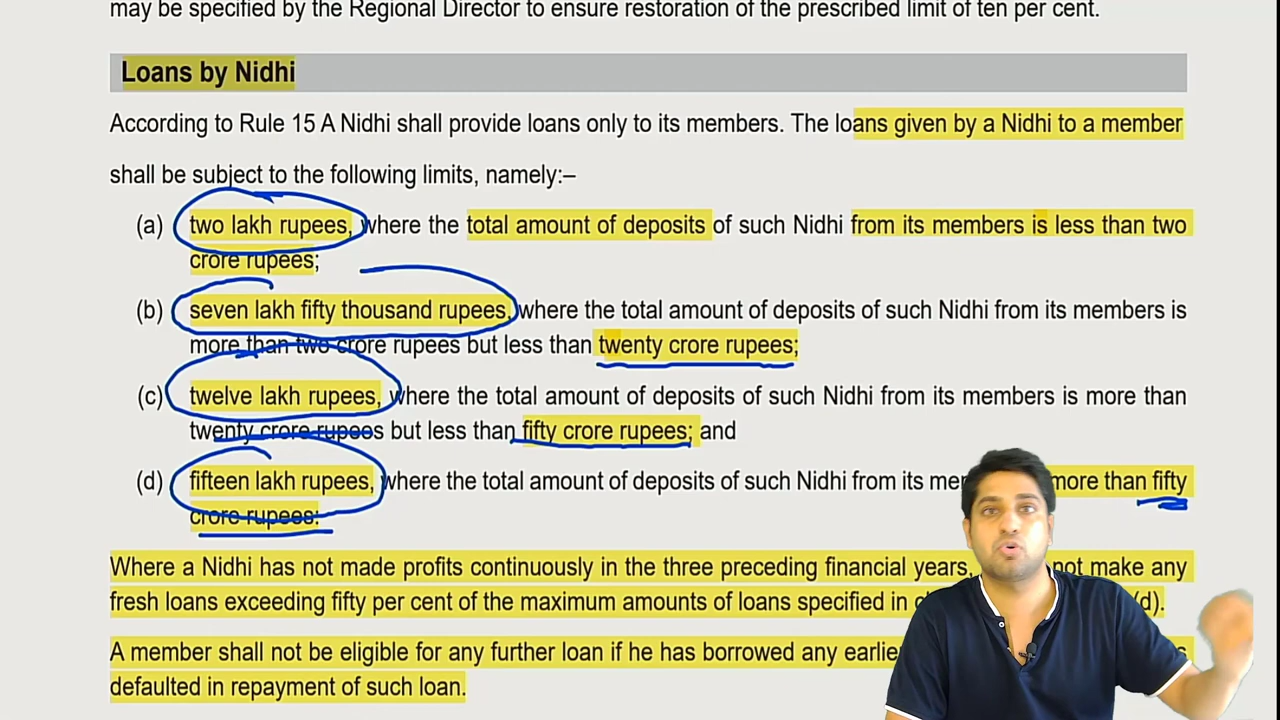 may be specified by the Regional Director to ensure restoration of the prescribed limit of ten per cent.
Loans by Nidhi
According to Rule 15 A Nidhi shall provide loans only to its members. The loans given by a Nidhi to a member
shall be subject to the following limits, namely:–
(a) two lakh rupees, where the total amount of deposits of such Nidhi from its members is less than two
crore rupees;
(b) seven lakh fifty thousand rupees, where the total amount of deposits of such Nidhi from its members is
more than two crore rupees but less than twenty crore rupees;
(c) twelve lakh rupees, where the total amount of deposits of such Nidhi from its members is more than
twenty crore rupees but less than fifty crore rupees; and
(d) fifteen lakh rupees, where the total amount of deposits of such Nidhi from its more than fifty
crore rupees:
Where a Nidhi has not made profits continuously in the three preceding financial years, not make any
fresh loans exceeding fifty per cent of the maximum amounts of loans specified in (d).
A member shall not be eligible for any further loan if he has borrowed any
defaulted in repayment of such loan.